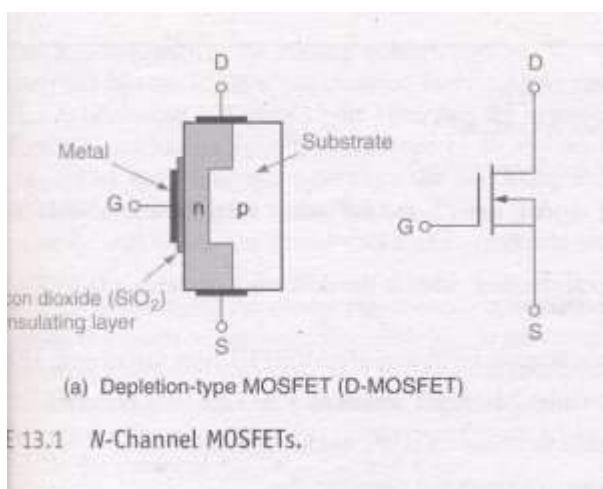 D
D
Metal
Substrate
G
n
p
G
con dioxide (SiO₂)
nsulating layer
S
S
(a) Depletion-type MOSFET (D-MOSFET)
E 13.1 N-Channel MOSFETs.